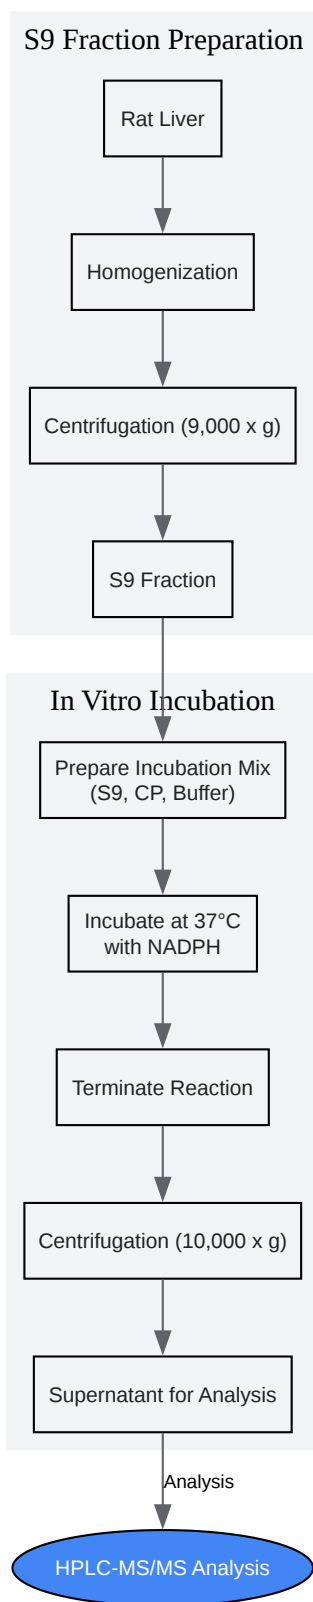 S9 Fraction Preparation
Rat Liver
Homogenization
Centrifugation (9,000 x g)
S9 Fraction
In Vitro Incubation
Prepare Incubation Mix
(S9, CP, Buffer)
Incubate at 37°C
with NADPH
Terminate Reaction
Centrifugation (10,000 x g)
Supernatant for Analysis
Analysis
HPLC-MS/MS Analysis